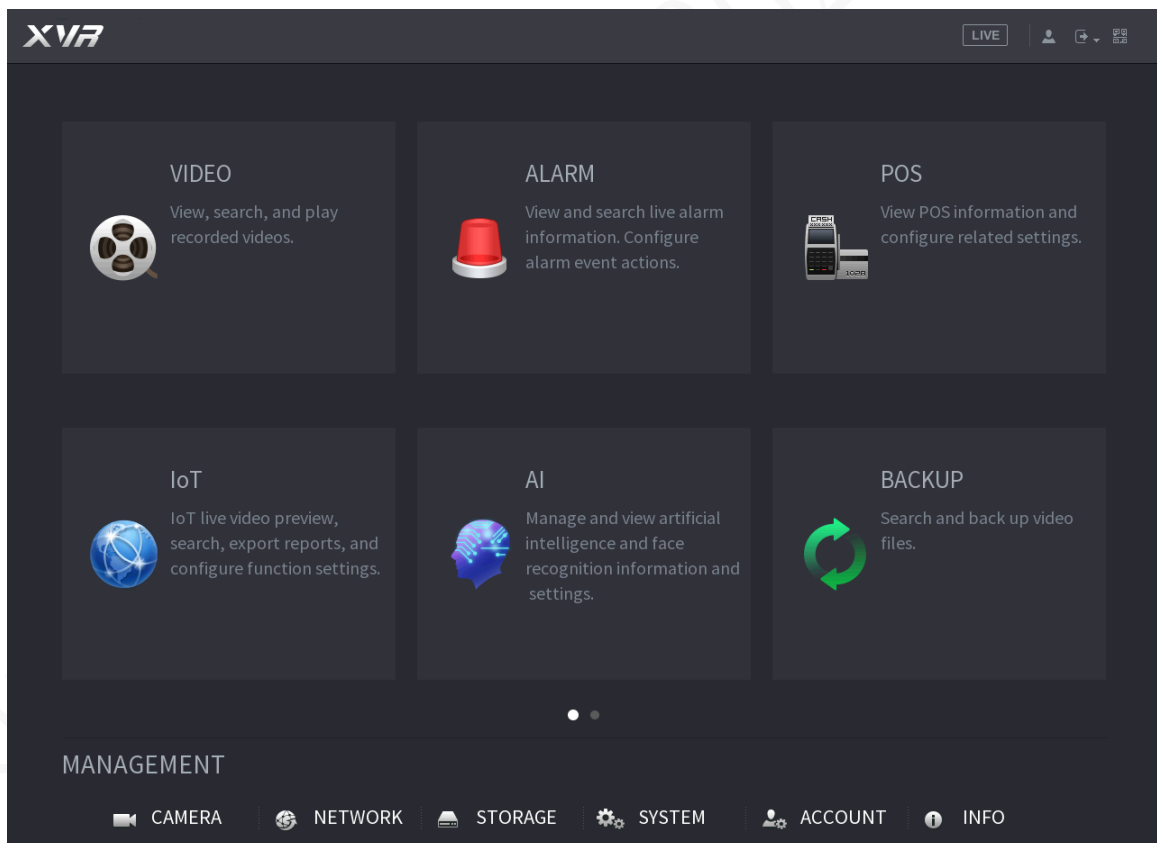 XVR
LIVE
VIDEO
View, search, and play
recorded videos.
ALARM
View and search live alarm
information. Configure
alarm event actions.
POS
View POS information and
configure related settings.
CASH
IoT
IoT live video preview,
search, export reports, and
configure function settings.
AI
Manage and view artificial
intelligence and face
recognition information and
settings.
BACKUP
Search and back up video
files.
MANAGEMENT
CAMERA
NETWORK
STORAGE
SYSTEM
ACCOUNT
INFO